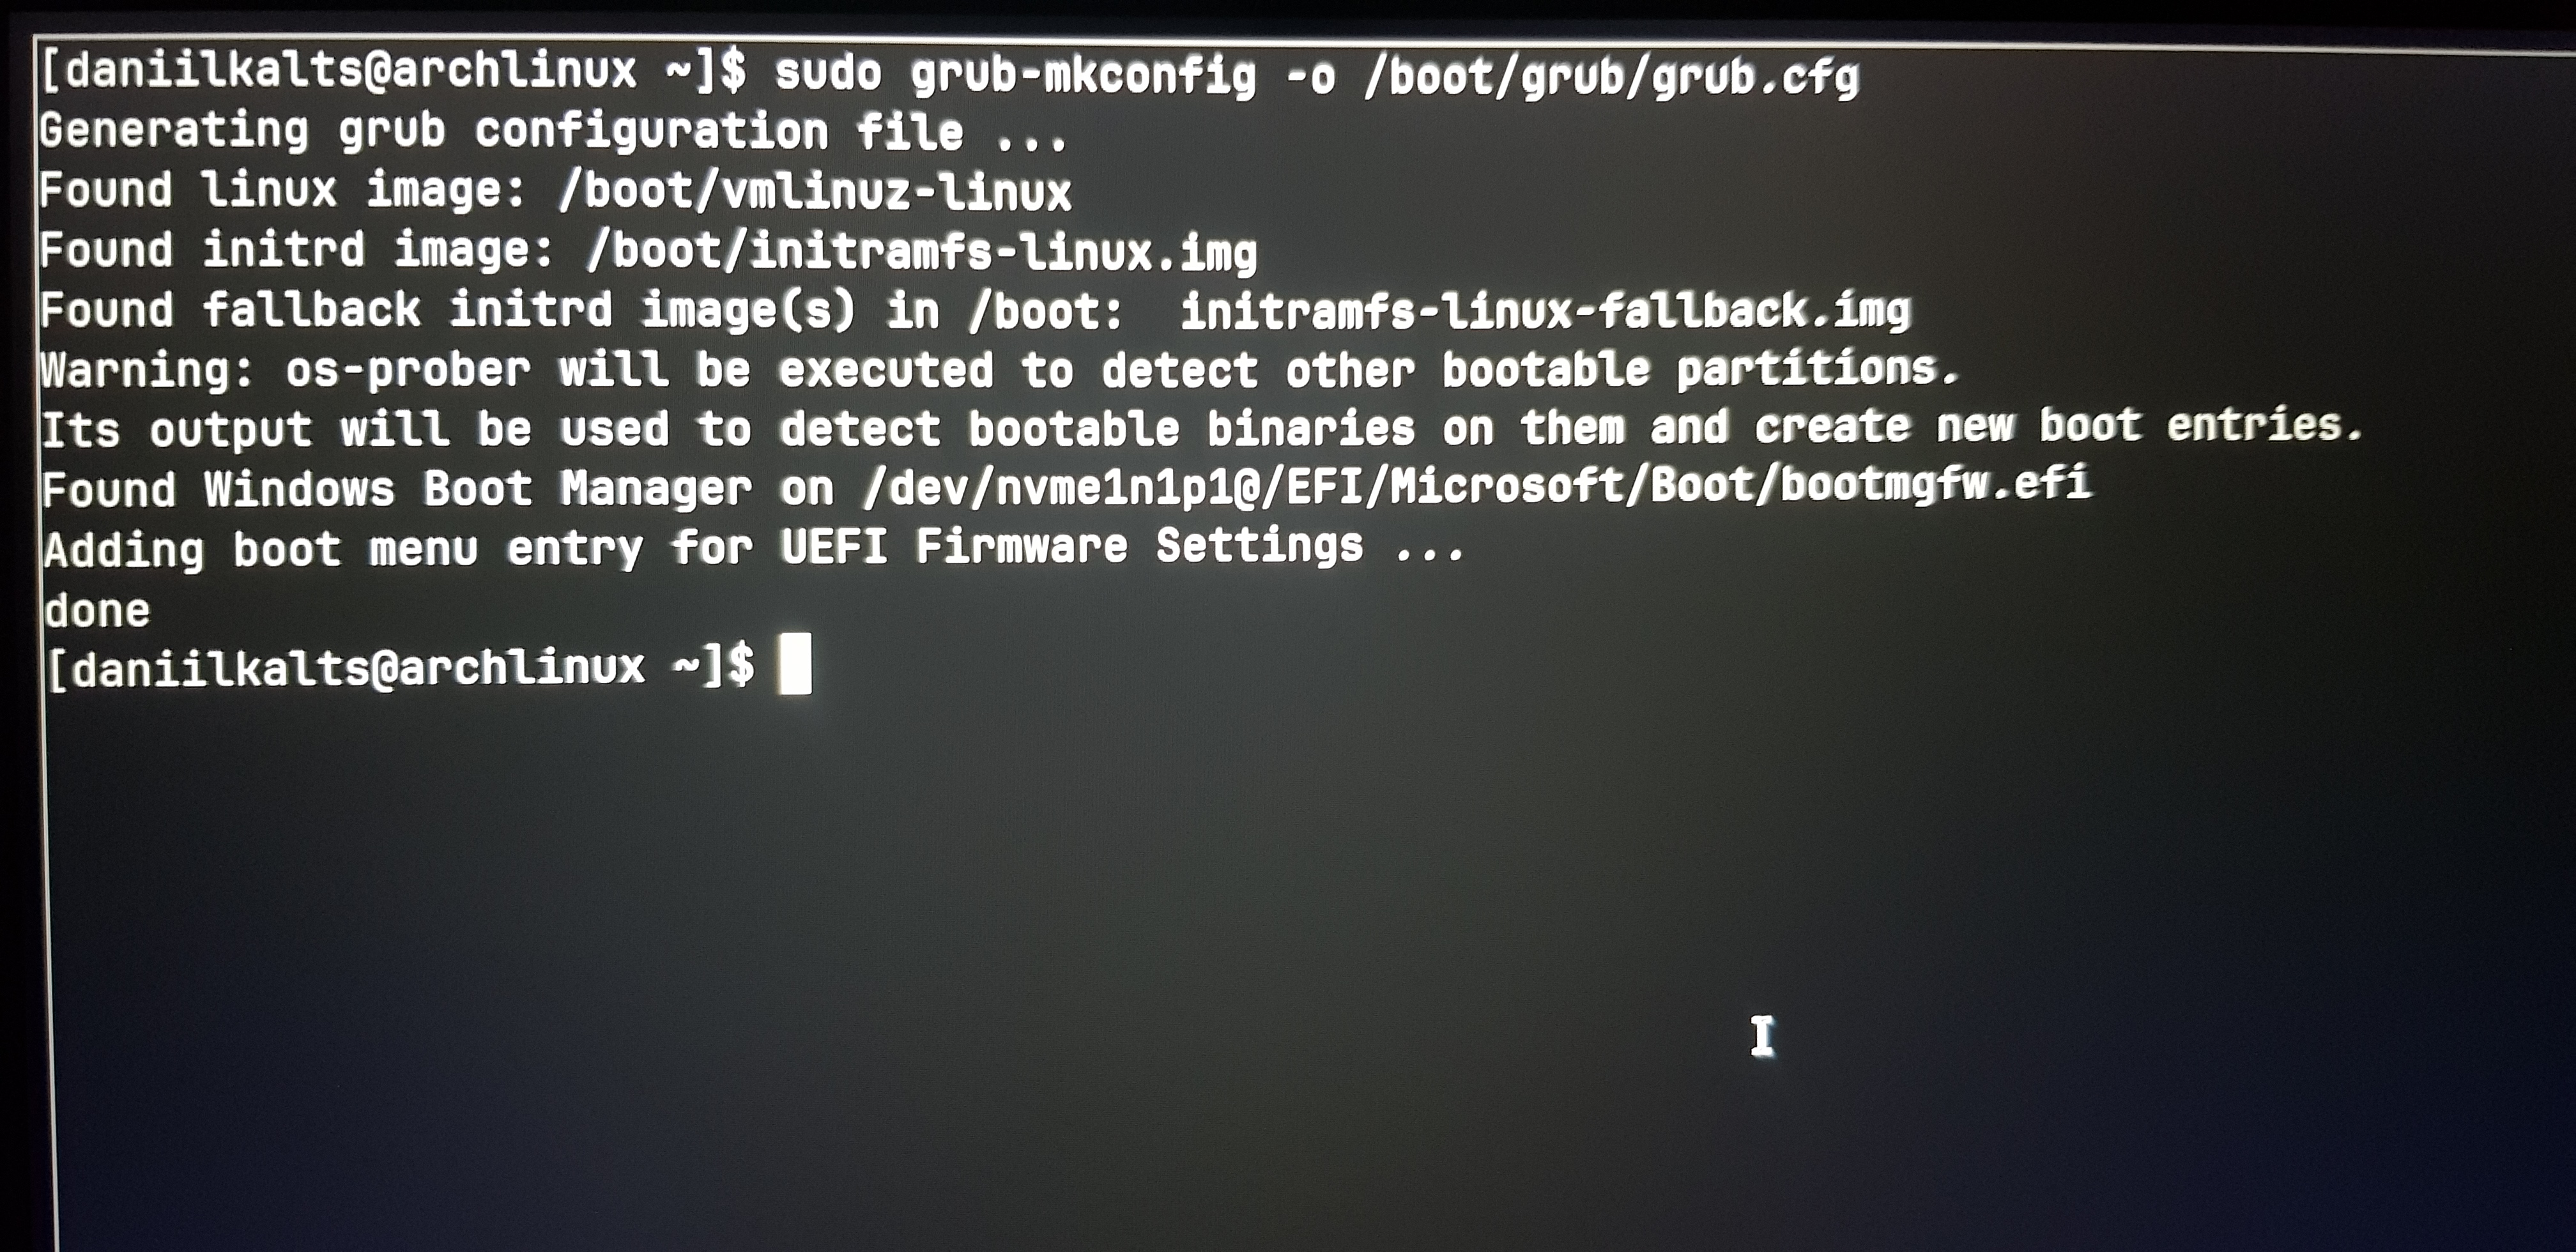 [daniilkalts@archlinux ~]$ sudo grub-mkconfig -o /boot/grub/grub.cfg
Generating grub configuration file ...
Found linux image: /boot/vmlinuz-linux
Found initrd image: /boot/initramfs-linux.img
Found fallback initrd image(s) in /boot:  initramfs-linux-fallback.img
Warning: os-prober will be executed to detect other bootable partitions.
Its output will be used to detect bootable binaries on them and create new boot entries.
Found Windows Boot Manager on /dev/nvme1n1p1@/EFI/Microsoft/Boot/bootmgfw.efi
Adding boot menu entry for UEFI Firmware Settings ...
done
[daniilkalts@archlinux ~]$